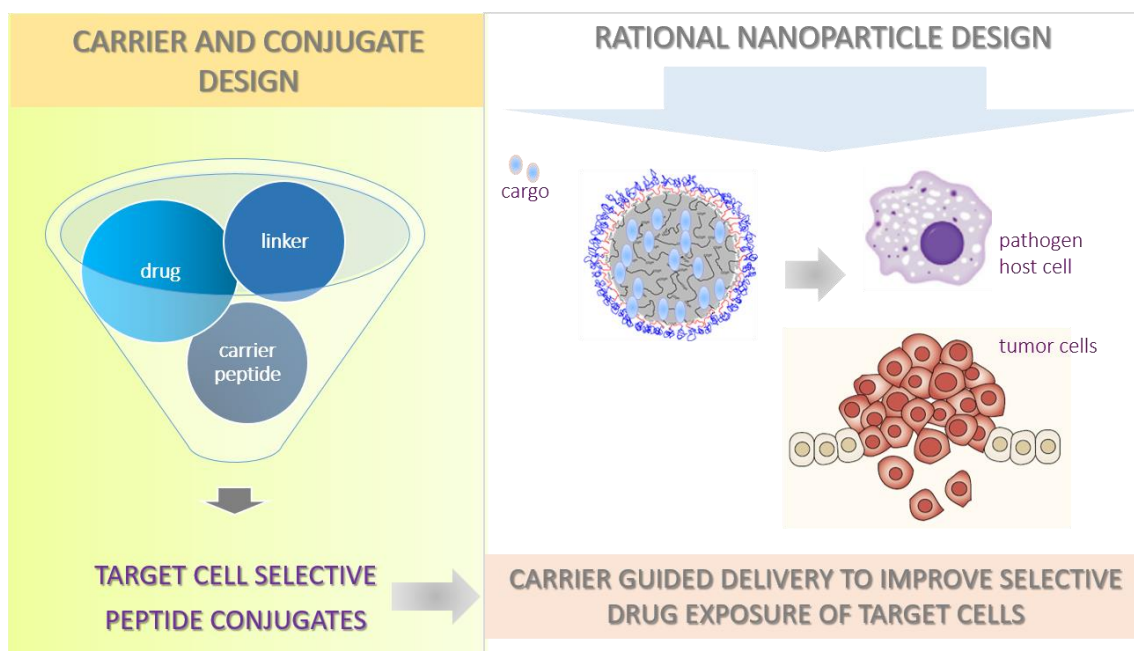 CARRIER AND CONJUGATE
DESIGN
drug
linker
carrier
peptide
TARGET CELL SELECTIVE
PEPTIDE CONJUGATES
RATIONAL NANOPARTICLE DESIGN
cargo
pathogen
host cell
tumor cells
CARRIER GUIDED DELIVERY TO IMPROVE SELECTIVE
DRUG EXPOSURE OF TARGET CELLS